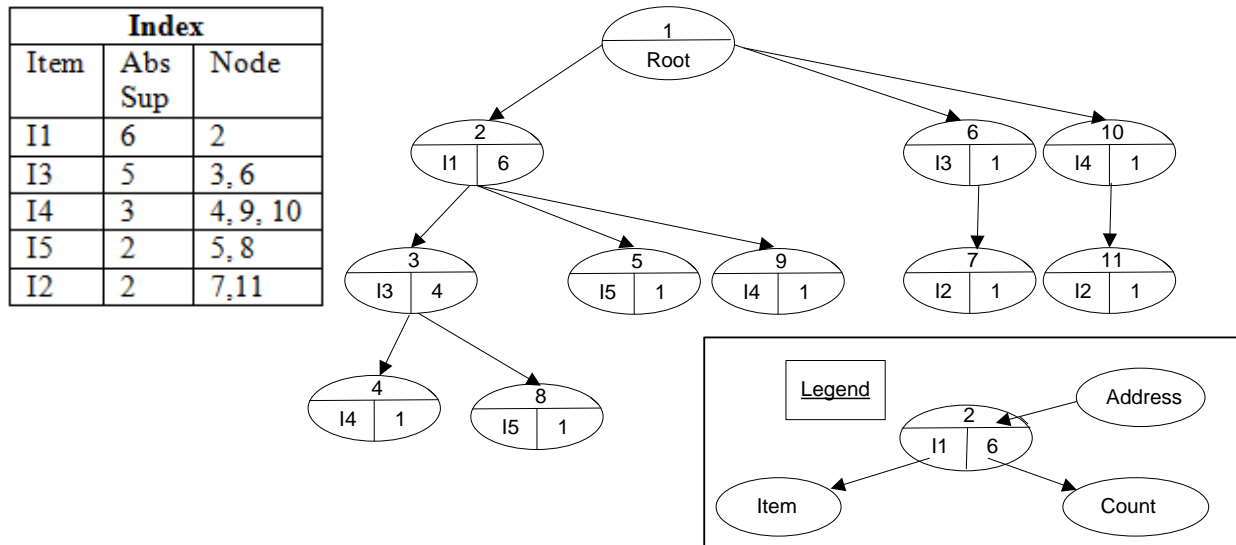 Index
Item Abs Sup Node
I1 6 2
I3 5 3, 6
I4 3 4, 9, 10
I5 2 5, 8
I2 2 7,11
1
Root
2
I1 6
6
I3 1
10
I4 1
3
I3 4
5
I5 1
9
I4 1
7
I2 1
11
I2 1
4
I4 1
8
I5 1
Legend
2
I1 6
Address
Item
Count